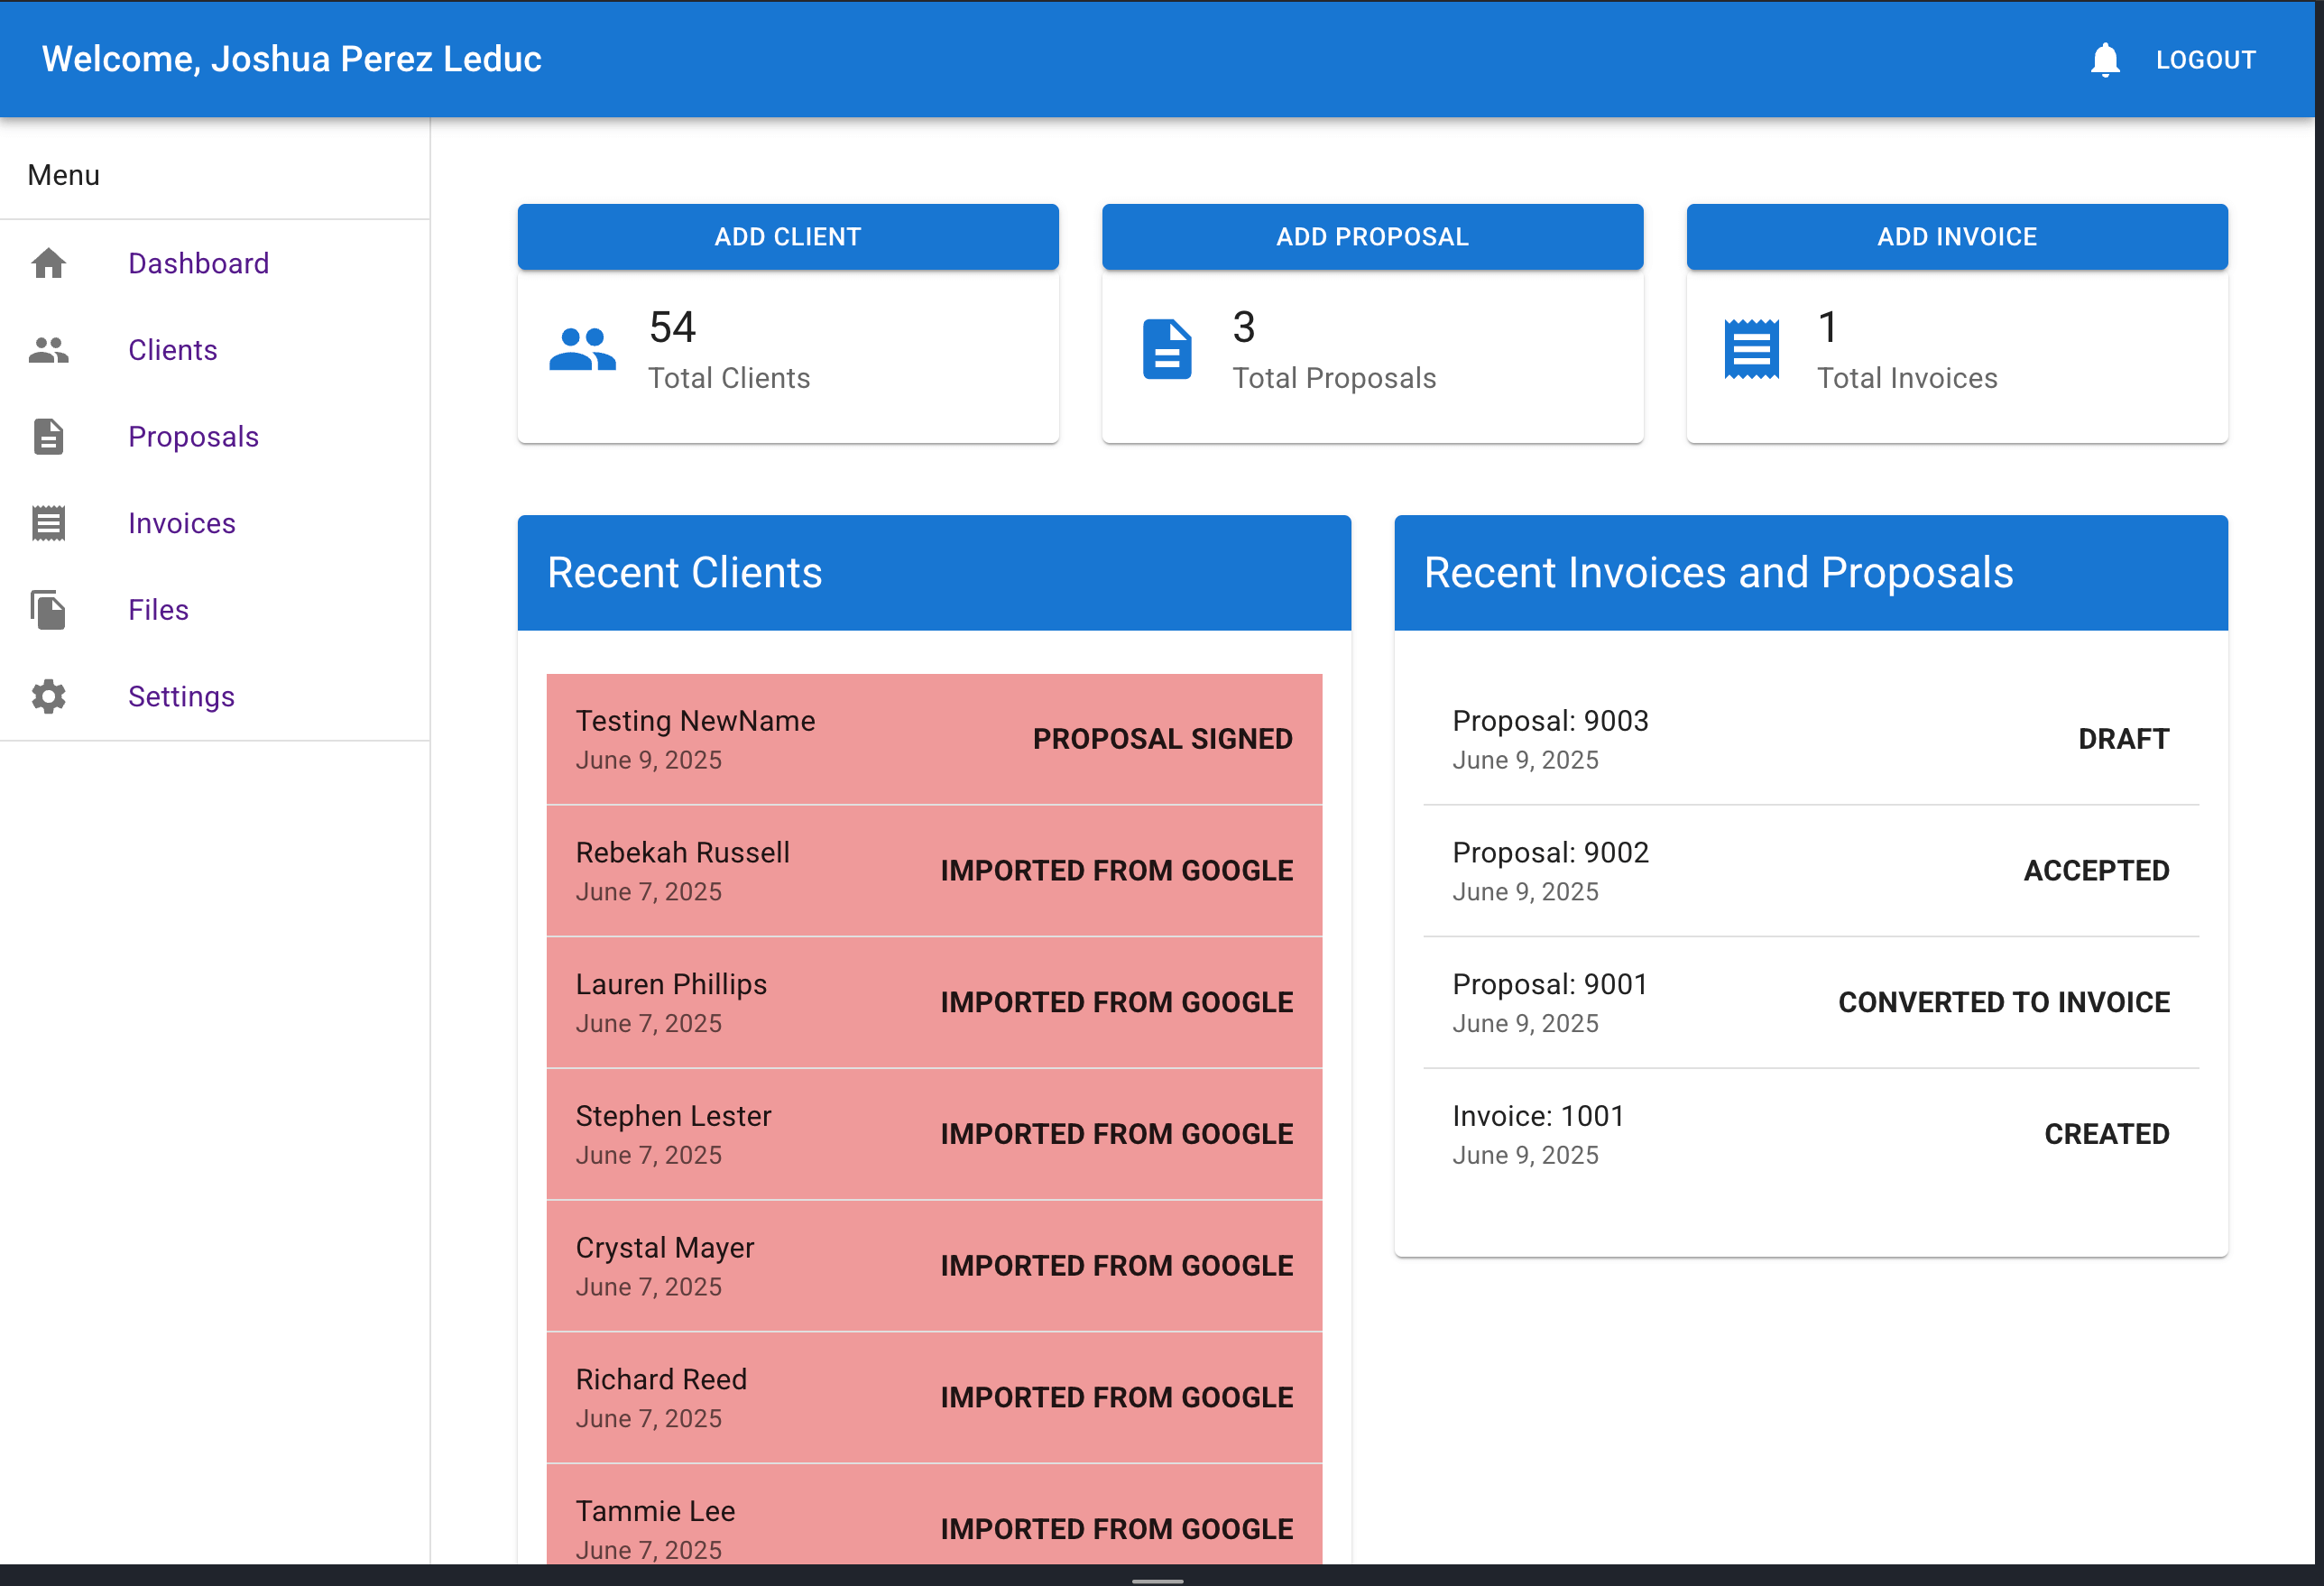 Welcome, Joshua Perez Leduc
LOGOUT
Menu
Dashboard
Clients
Proposals
Invoices
Files
Settings
ADD CLIENT
54
Total Clients
ADD PROPOSAL
3
Total Proposals
ADD INVOICE
1
Total Invoices
Recent Clients
Testing NewName
June 9, 2025
PROPOSAL SIGNED
Rebekah Russell
June 7, 2025
IMPORTED FROM GOOGLE
Lauren Phillips
June 7, 2025
IMPORTED FROM GOOGLE
Stephen Lester
June 7, 2025
IMPORTED FROM GOOGLE
Crystal Mayer
June 7, 2025
IMPORTED FROM GOOGLE
Richard Reed
June 7, 2025
IMPORTED FROM GOOGLE
Tammie Lee
June 7, 2025
IMPORTED FROM GOOGLE
Recent Invoices and Proposals
Proposal: 9003
June 9, 2025
DRAFT
Proposal: 9002
June 9, 2025
ACCEPTED
Proposal: 9001
June 9, 2025
CONVERTED TO INVOICE
Invoice: 1001
June 9, 2025
CREATED